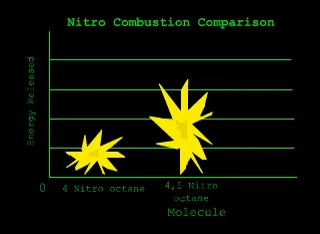 Nitro Combustion Comparison
Energy Released
0
4 Nitro octane
4,5 Nitro
octane
Molecule